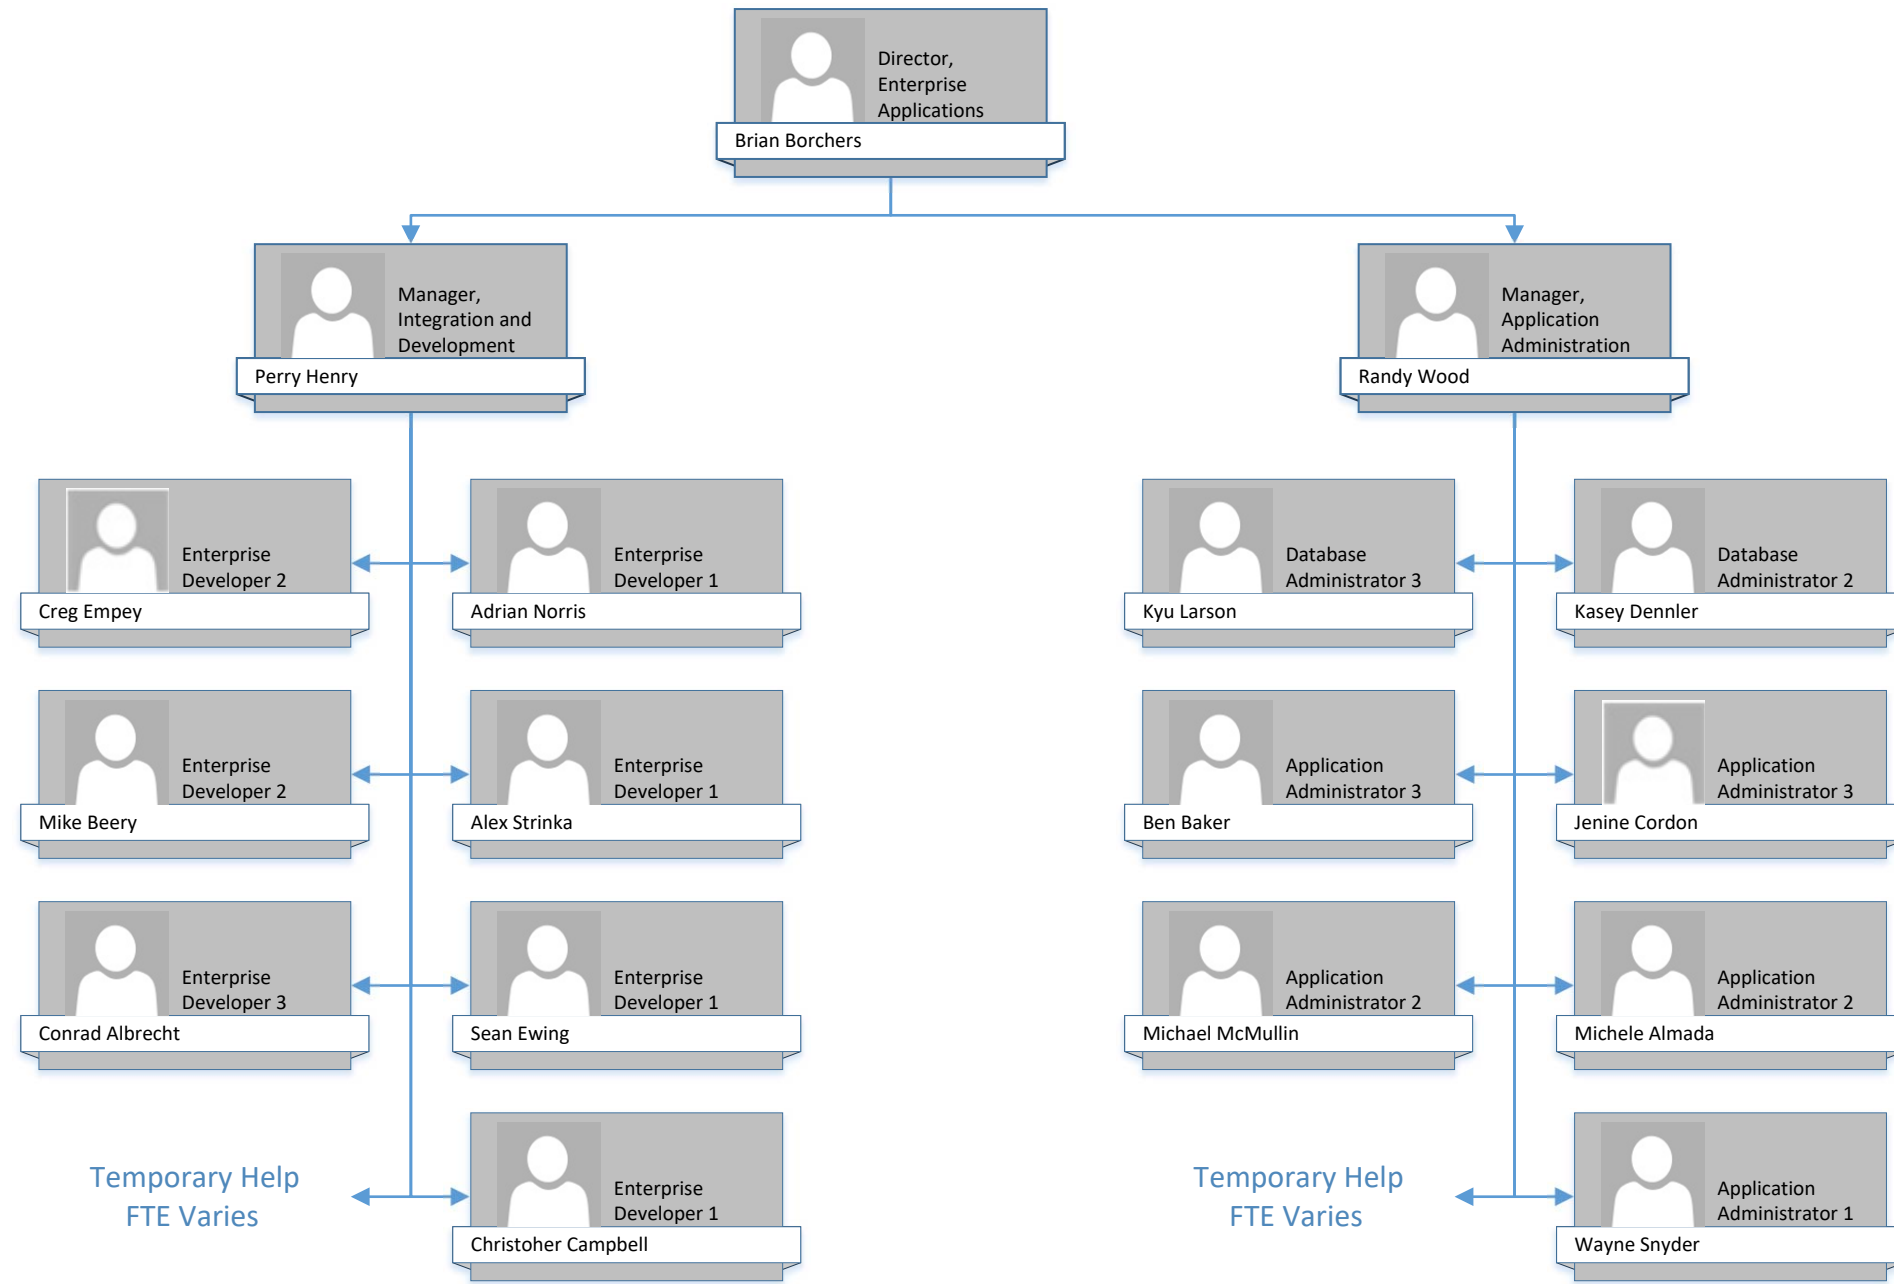 Director,
Enterprise
Applications
Brian Borchers
Manager,
Integration and
Development
Perry Henry
Manager,
Application
Administration
Randy Wood
Enterprise
Developer 2
Creg Empey
Enterprise
Developer 1
Adrian Norris
Database
Administrator 3
Kyu Larson
Database
Administrator 2
Kasey Dennler
Enterprise
Developer 2
Mike Beery
Enterprise
Developer 1
Alex Strinka
Application
Administrator 3
Ben Baker
Application
Administrator 3
Jenine Cordon
Enterprise
Developer 3
Conrad Albrecht
Enterprise
Developer 1
Sean Ewing
Application
Administrator 2
Michael McMullin
Application
Administrator 2
Michele Almada
Temporary Help
FTE Varies
Enterprise
Developer 1
Christoher Campbell
Temporary Help
FTE Varies
Application
Administrator 1
Wayne Snyder